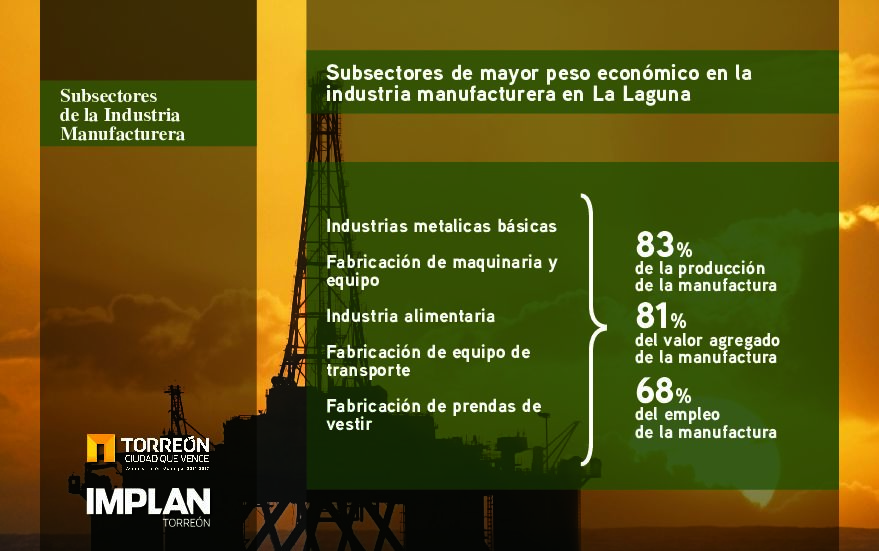 Subsectores
de la Industria
Manufacturera
Subsectores de mayor peso económico en la
industria manufacturera en La Laguna
Industrias metalicas básicas
Fabricación de maquinaria y
equipo
Industria alimentaria
Fabricación de equipo de
transporte
Fabricación de prendas de
vestir
83%
de la producción
de la manufactura
81%
del valor agregado
de la manufactura
68%
del empleo
de la manufactura
TORREÓN
CIUDAD QUE VENCE
IMPLAN
TORREÓN